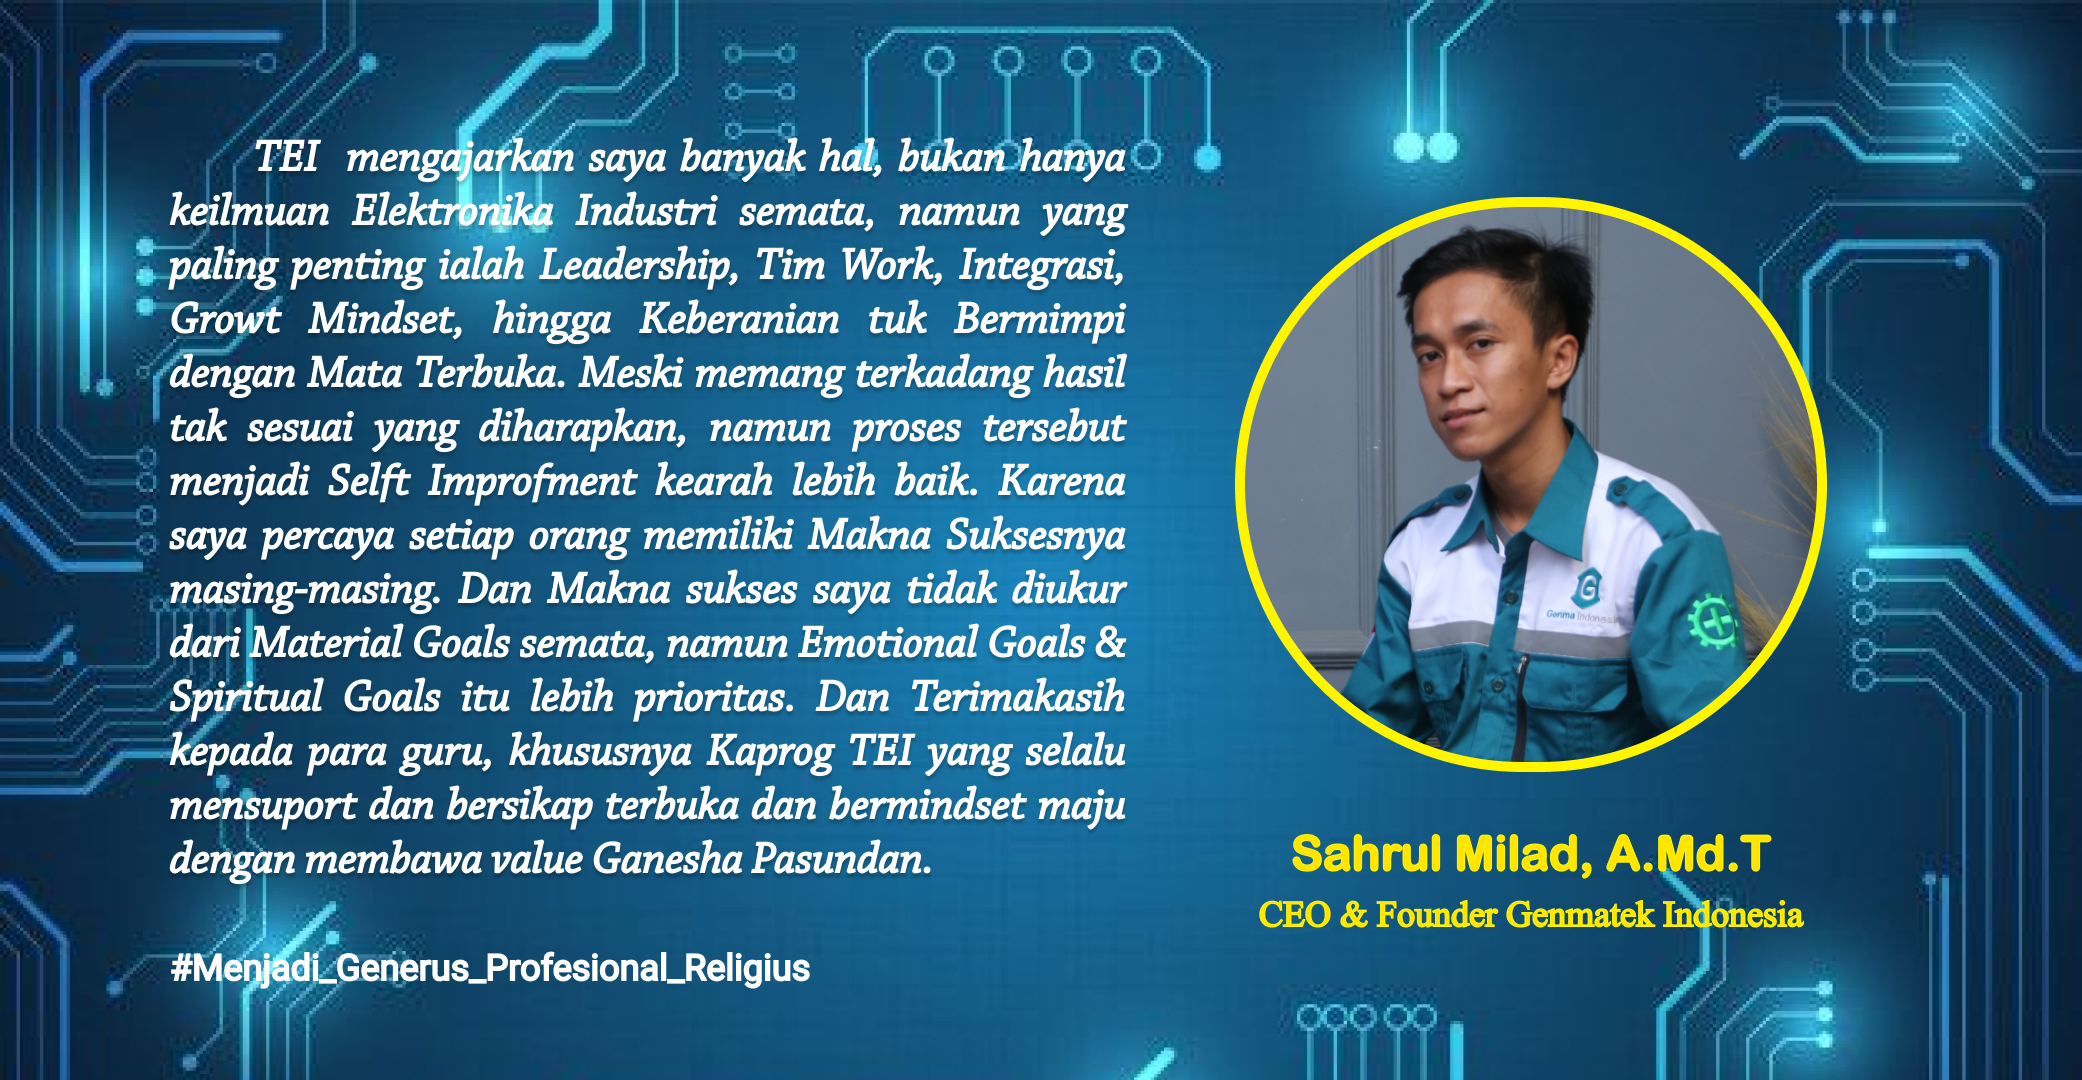 TEI mengajarkan saya banyak hal, bukan hanya
keilmuan Elektronika Industri semata, namun yang
paling penting ialah Leadership, Tim Work, Integrasi,
Growt Mindset, hingga Keberanian tuk Bermimpi
dengan Mata Terbuka. Meski memang terkadang hasil
tak sesuai yang diharapkan, namun proses tersebut
menjadi Selft Improfment kearah lebih baik. Karena
saya percaya setiap orang memiliki Makna Suksesnya
masing-masing. Dan Makna sukses saya tidak diukur
dari Material Goals semata, namun Emotional Goals &
Spiritual Goals itu lebih prioritas. Dan Terimakasih
kepada para guru, khususnya Kaprog TEI yang selalu
mensuport dan bersikap terbuka dan bermindset maju
dengan membawa value Ganesha Pasundan.
#Menjadi_Generus_Profesional_Religius
G
Genma Indonesia
Sahrul Milad, A.Md.T
CEO & Founder Genmatek Indonesia